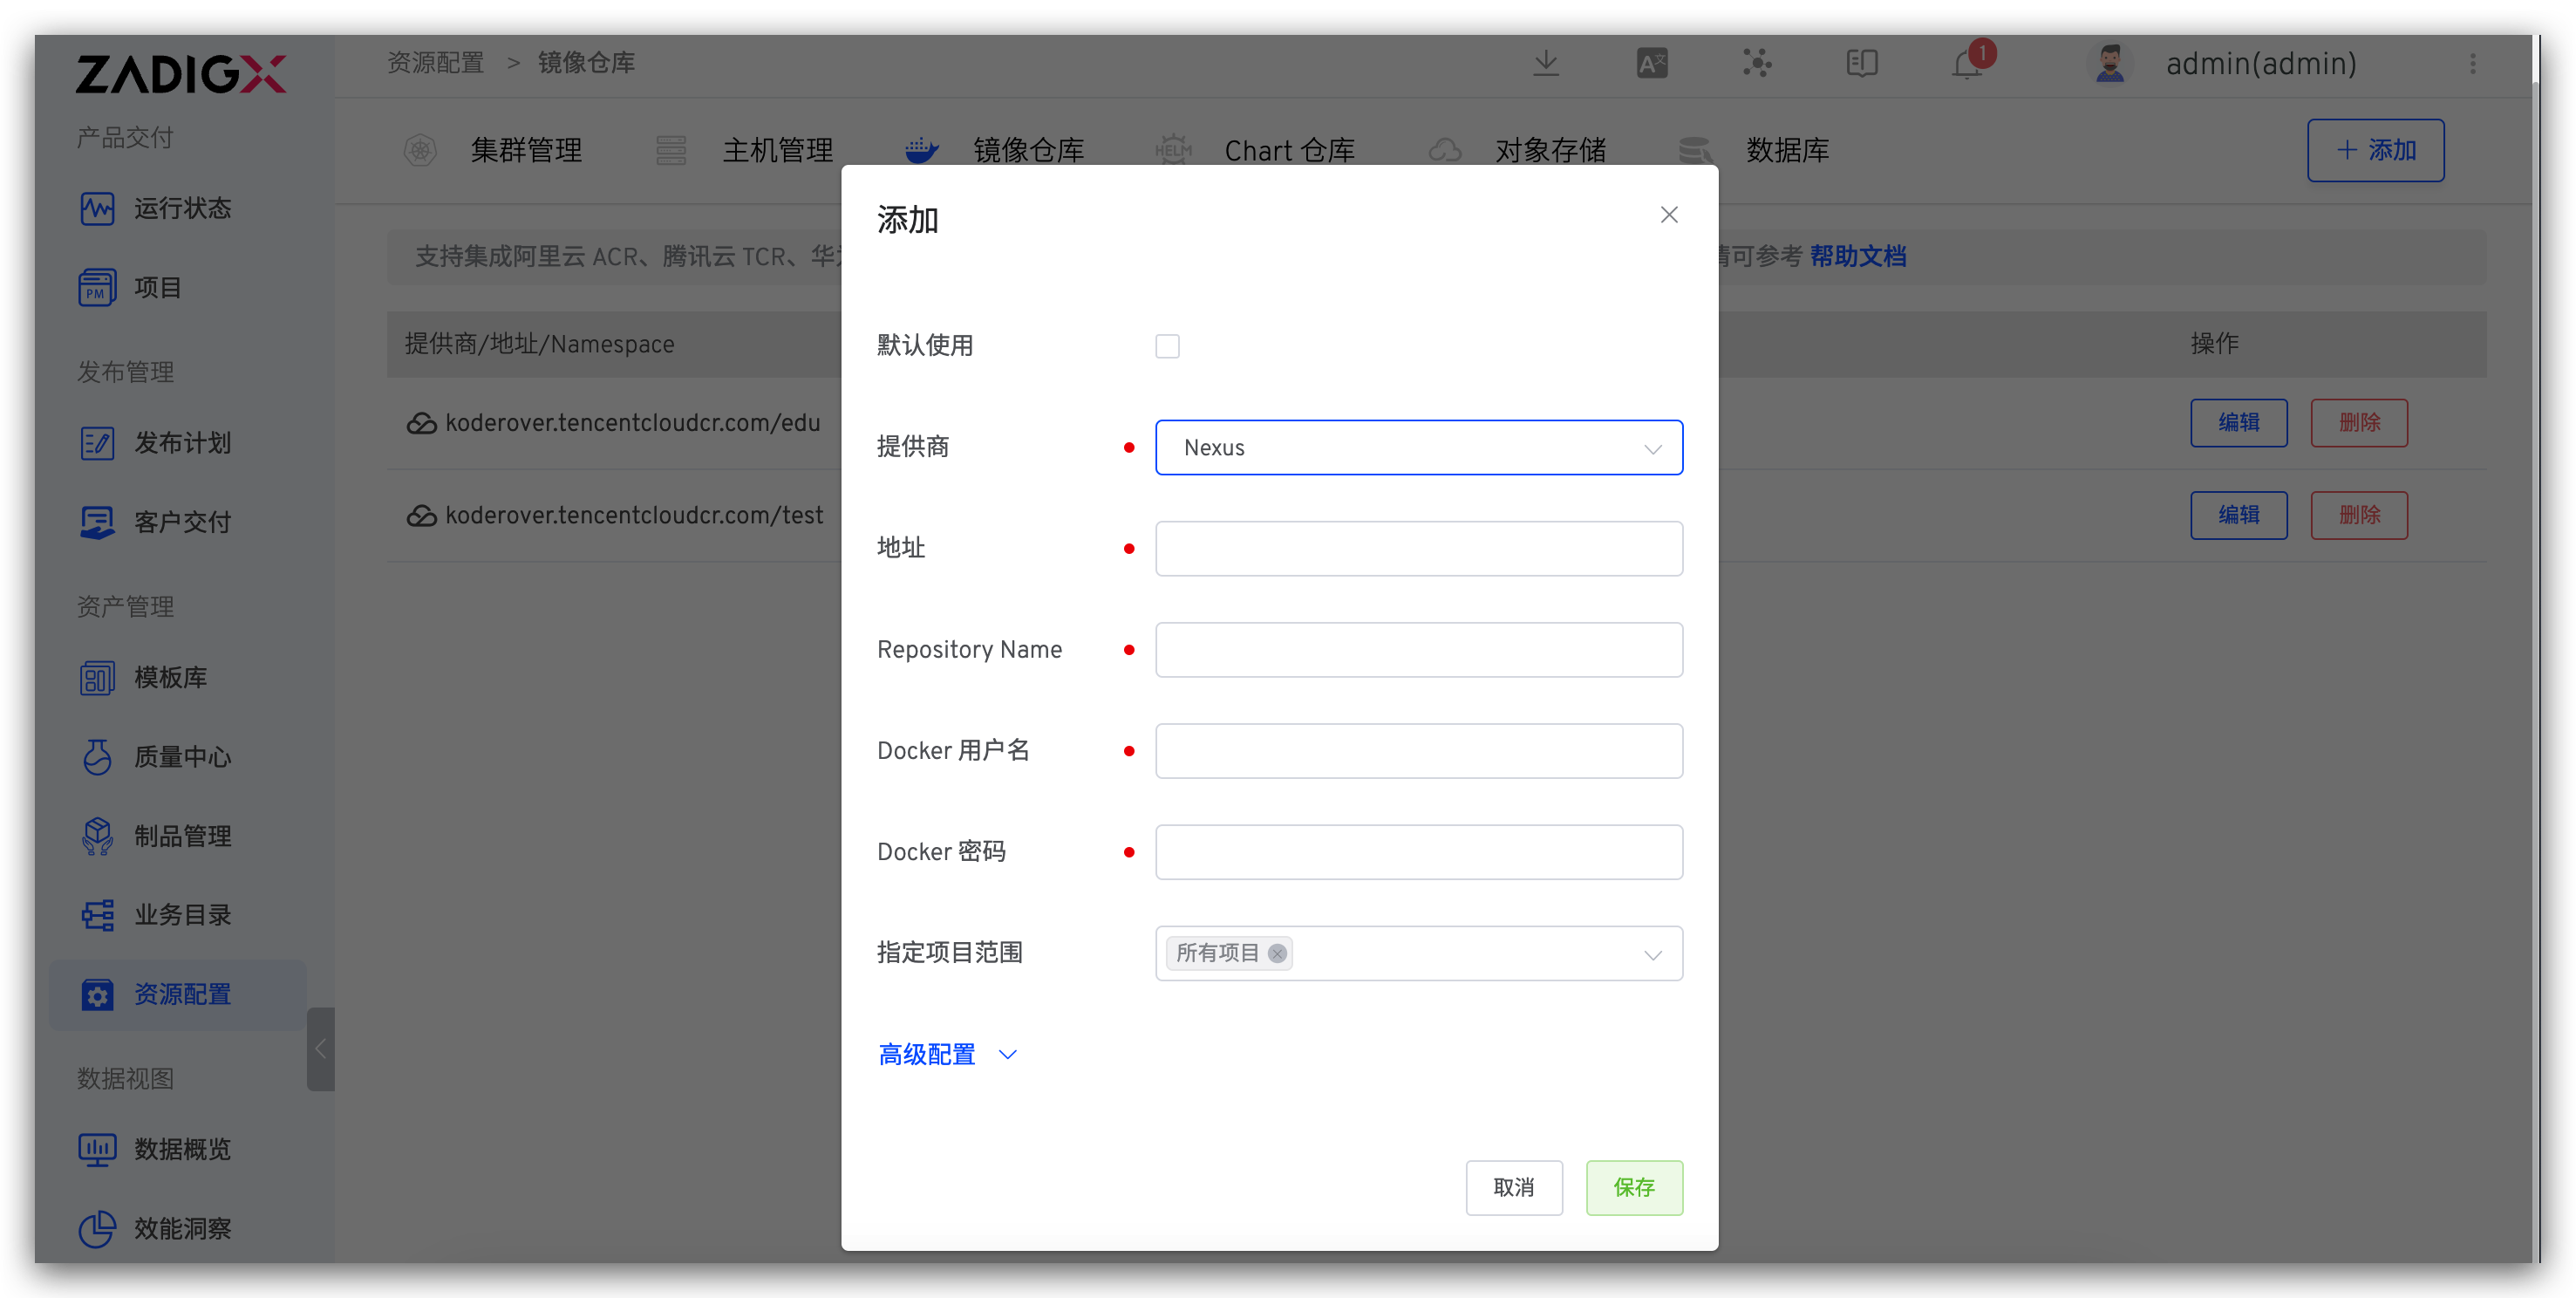 ZADIGX
产品交付
运行状态
PM
项目
发布管理
发布计划
客户交付
资产管理
模板库
质量中心
制品管理
业务目录
资源配置
数据视图
数据概览
效能洞察
资源配置 > 镜像仓库
A文
1
admin(admin)
集群管理
主机管理
镜像仓库
HELM
Chart 仓库
对象存储
数据库
+ 添加
支持集成阿里云 ACR、腾讯云 TCR、华
可参考 帮助文档
提供商/地址/Namespace
操作
koderover.tencentcloudcr.com/edu
编辑
删除
koderover.tencentcloudcr.com/test
编辑
删除
添加
默认使用
提供商
Nexus
地址
Repository Name
Docker 用户名
Docker 密码
指定项目范围
所有项目
高级配置
取消
保存